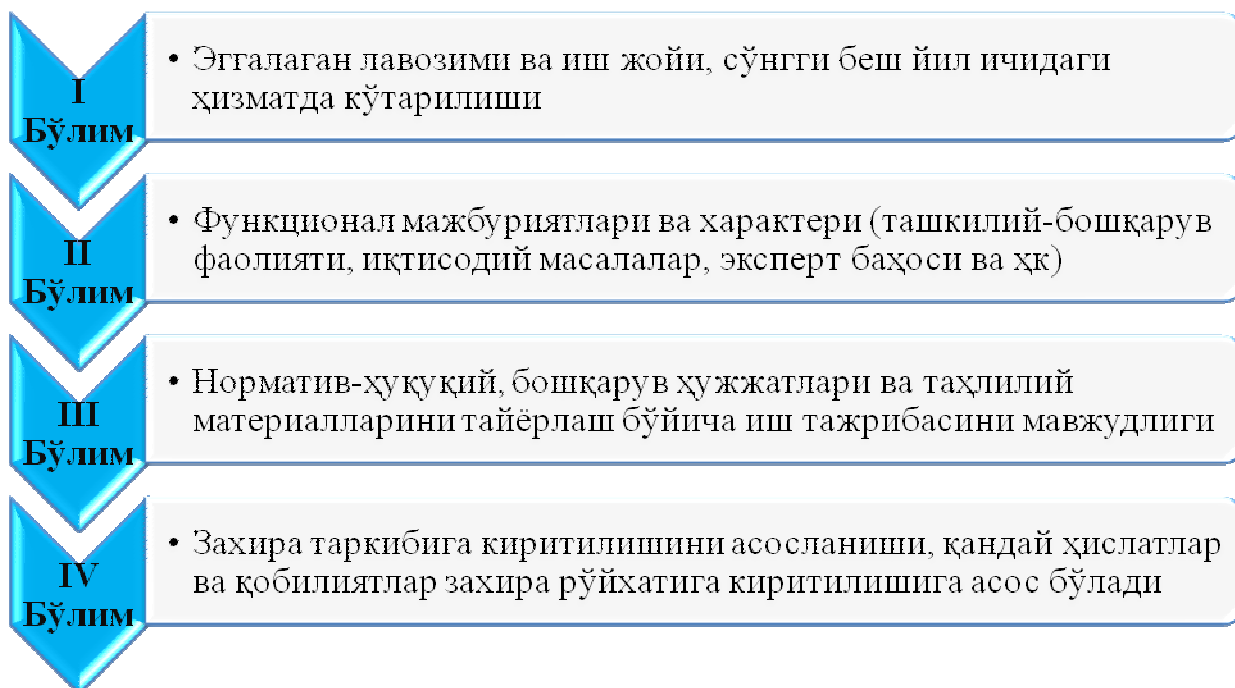 I
Бўлим
• Эгалаган лавозими ва иш жойи, сўнгги беш йил ичидаги
ҳизматда кўтарилиши
II
Бўлим
• Функционал мажбуриятлари ва характери (ташкилий-бошқарув
фаолияти, иқтисодий масалалар, эксперт баҳоси ва ҳк)
III
Бўлим
• Норматив-ҳуқуқий, бошқарув ҳужжатлари ва таҳлилий
материалларини тайёрлаш бўйича иш тажрибасини мавжудлиги
IV
Бўлим
• Захира таркибига киритилишини асосланиши, қандай ҳислатлар
ва қобилиятлар захира рўйхатига киритилишига асос бўлади